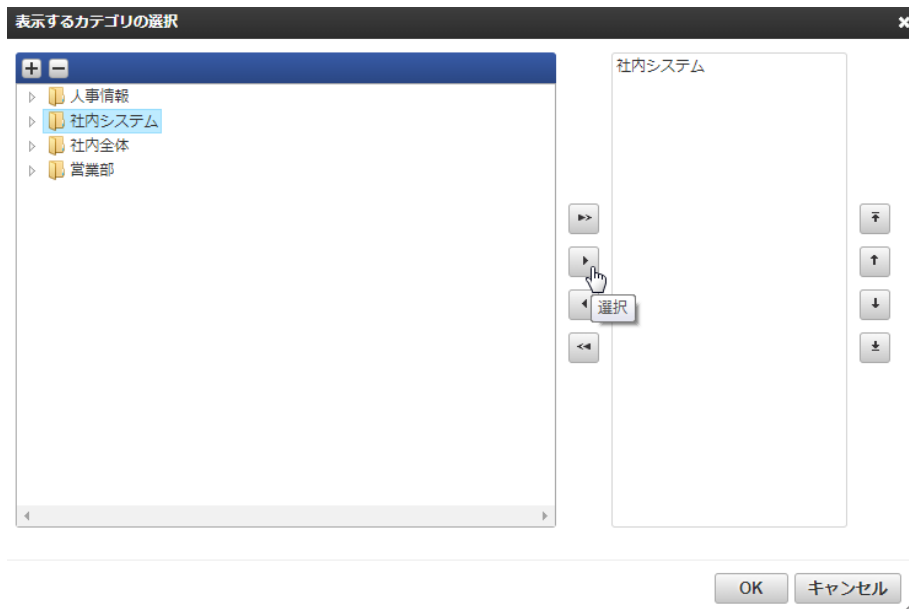 表示するカテゴリの選択
人事情報
社内システム
社内全体
営業部
社内システム
選択
OK
キャンセル